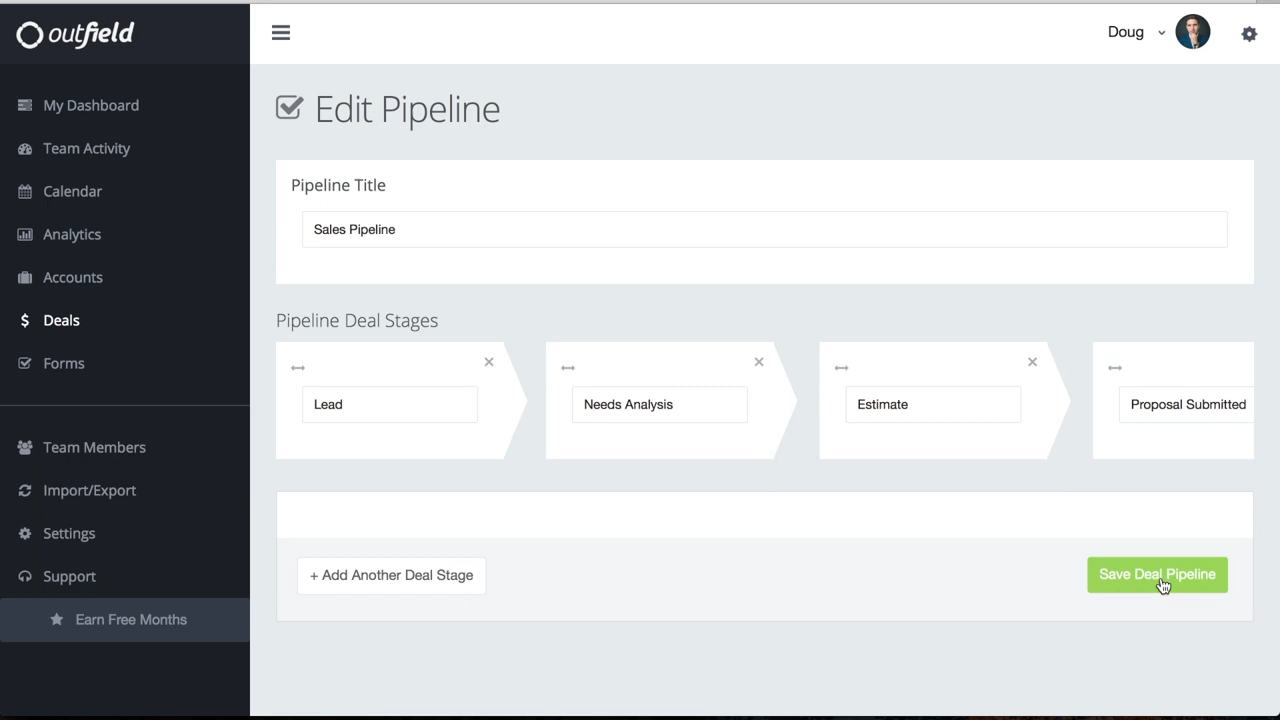 outfield
Doug
My Dashboard
Team Activity
Calendar
Analytics
Accounts
$ Deals
Forms
Team Members
Import/Export
Settings
Support
Earn Free Months
Edit Pipeline
Pipeline Title
Sales Pipeline
Pipeline Deal Stages
Lead
Needs Analysis
Estimate
Proposal Submitted
+ Add Another Deal Stage
Save Deal Pipeline